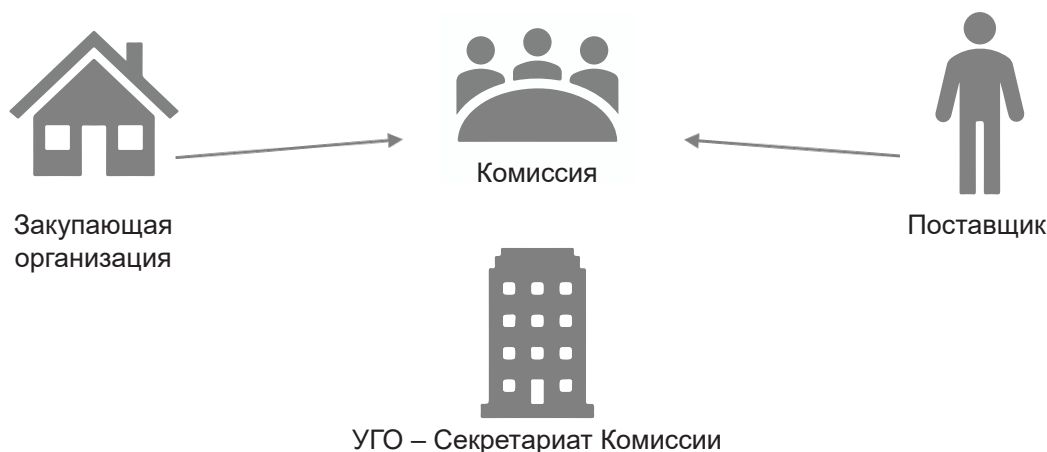 Комиссия
Закупающая
организация
Поставщик
УГО – Секретариат Комиссии